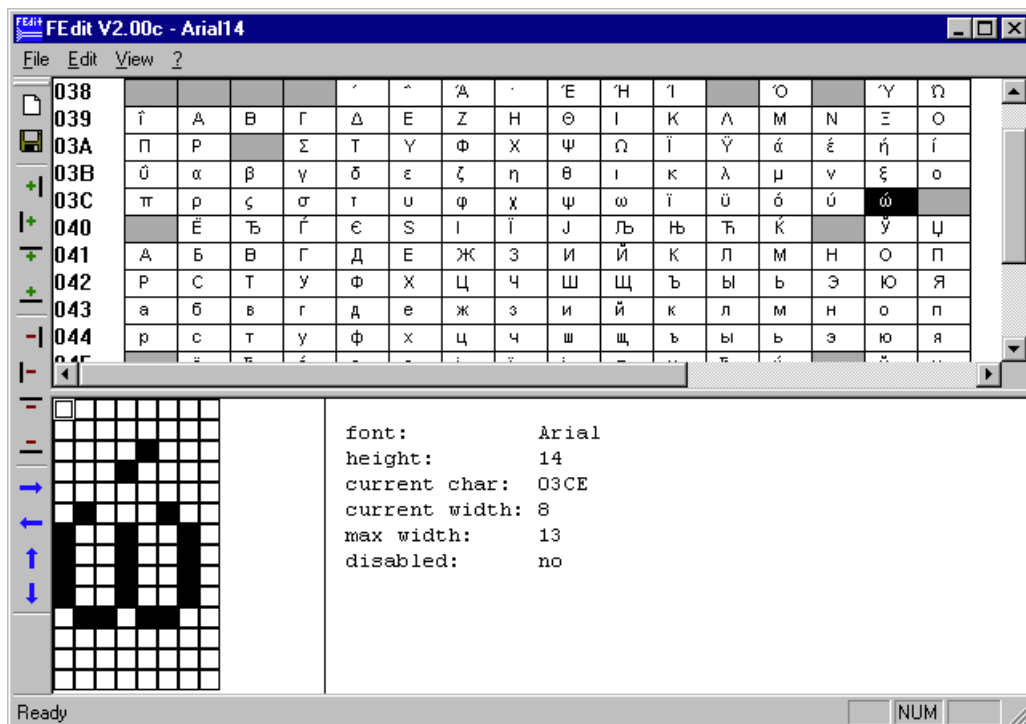 FEdit V2.00c - Arial14
File Edit View ?
038 ΄ ῀ Ά · Έ Ή Ί Ό Ύ Ώ
039 ΐ Α Β Γ Δ Ε Ζ Η Θ Ι Κ Λ Μ Ν Ξ Ο
03A Π Ρ Σ Τ Υ Φ Χ Ψ Ω Ϊ Ϋ ά έ ή ί
03B ΰ α β γ δ ε ζ η θ ι κ λ μ ν ξ ο
03C π ρ ς σ τ υ φ χ ψ ω ϊ ϋ ό ύ ώ
040 Ё Ђ Ѓ Є Ѕ І Ї Ј Љ Њ Ћ Ќ Ў Џ
041 А Б В Г Д Е Ж З И Й К Л М Н О П
042 Р С Т У Ф Х Ц Ч Ш Щ Ъ Ы Ь Э Ю Я
043 а б в г д е ж з и й к л м н о п
044 р с т у ф х ц ч ш щ ъ ы ь э ю я
font: Arial
height: 14
current char: 03CE
current width: 8
max width: 13
disabled: no
Ready NUM